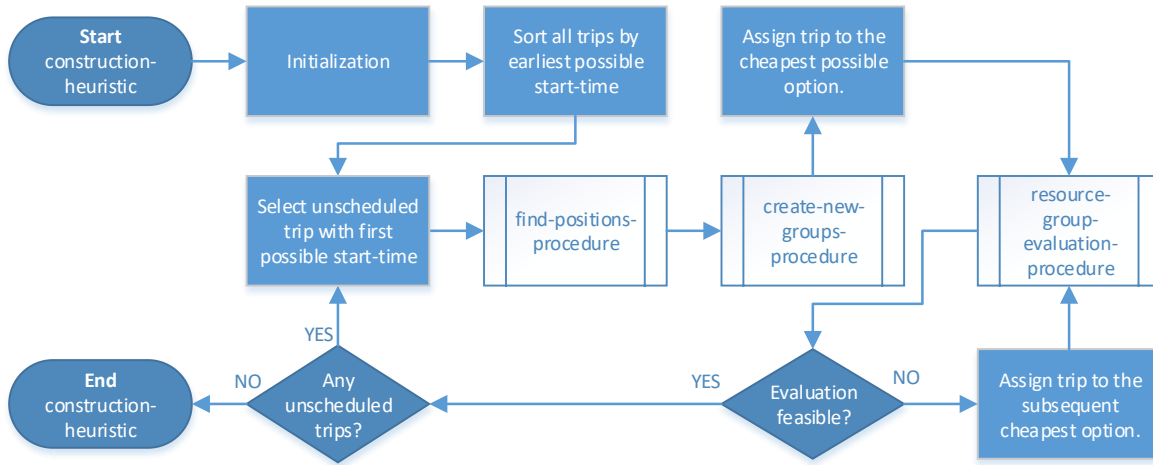 Start
construction-
heuristic
Initialization
Sort all trips by
earliest possible
start-time
Assign trip to the
cheapest possible
option.
Select unscheduled
trip with first
possible start-time
find-positions-
procedure
create-new-
groups-
procedure
resource-
group-
evaluation-
procedure
YES
End
construction-
heuristic
NO
Any
unscheduled
trips?
YES
Evaluation
feasible?
NO
Assign trip to the
subsequent
cheapest option.